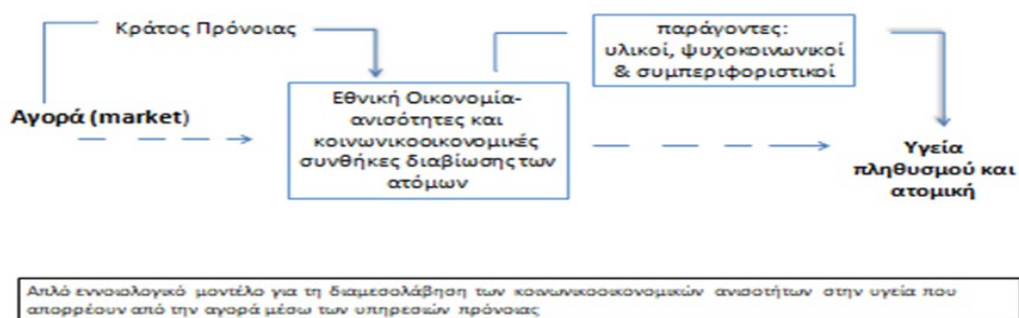 Κράτος Πρόνοιας
παράγοντες:
υλικοί, ψυχοκοινωνικοί
& συμπεριφοριστικοί
Αγορά (market)
Εθνική Οικονομία-
ανισότητες και
κοινωνικοοικονομικές
συνθήκες διαβίωσης των
ατόμων
Υγεία
πληθυσμού και
ατομική
Απλό εννοιολογικό μοντέλο για τη διαμεσολάβηση των κοινωνικοοικονομικών ανισοτήτων στην υγεία που
απορρέουν από την αγορά μέσω των υπηρεσιών πρόνοιας